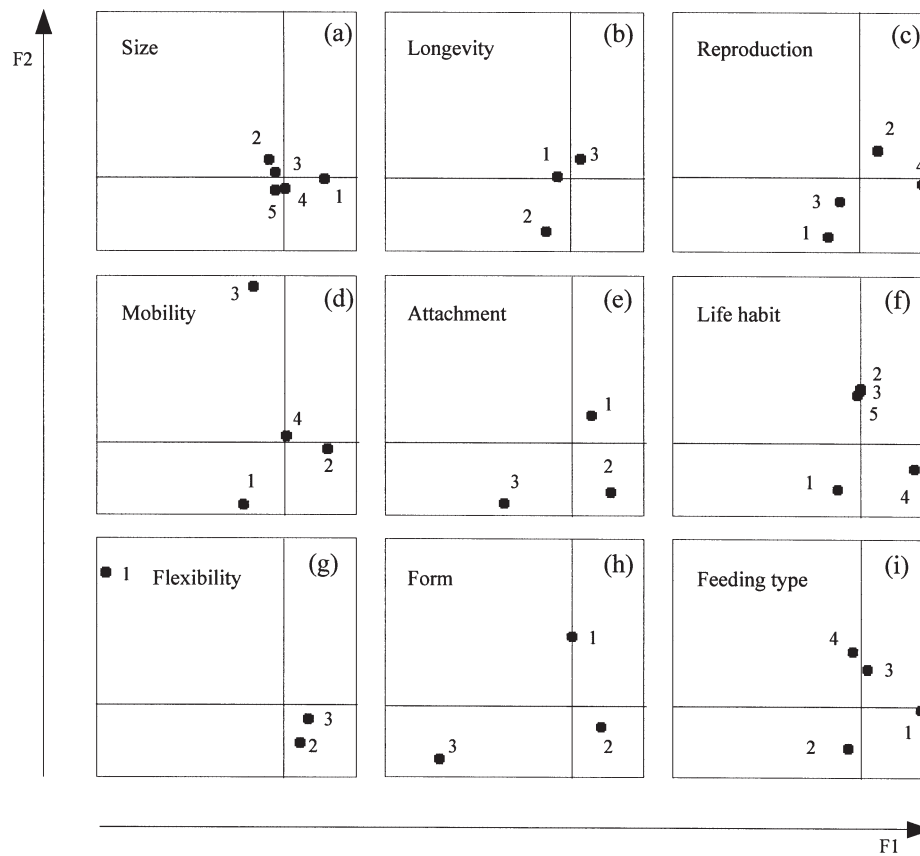 F2
Size
(a)
2
3
5
4
1
Longevity
(b)
1
3
2
Reproduction
(c)
2
4
3
1
Mobility
(d)
3
4
2
1
Attachment
(e)
1
2
3
Life habit
(f)
2
3
5
1
4
Flexibility
(g)
1
3
2
Form
(h)
1
2
3
Feeding type
(i)
4
3
1
2
F1